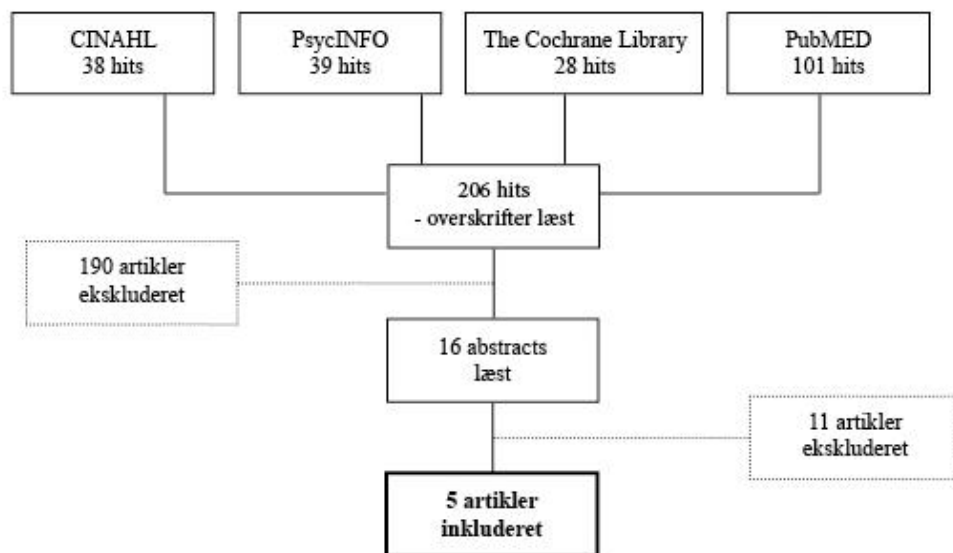 CINAHL
38 hits
PsycINFO
39 hits
The Cochrane Library
28 hits
PubMED
101 hits
206 hits
- overskrifter læst
190 artikler
ekskluderet
16 abstracts
læst
11 artikler
ekskluderet
5 artikler
inkluderet